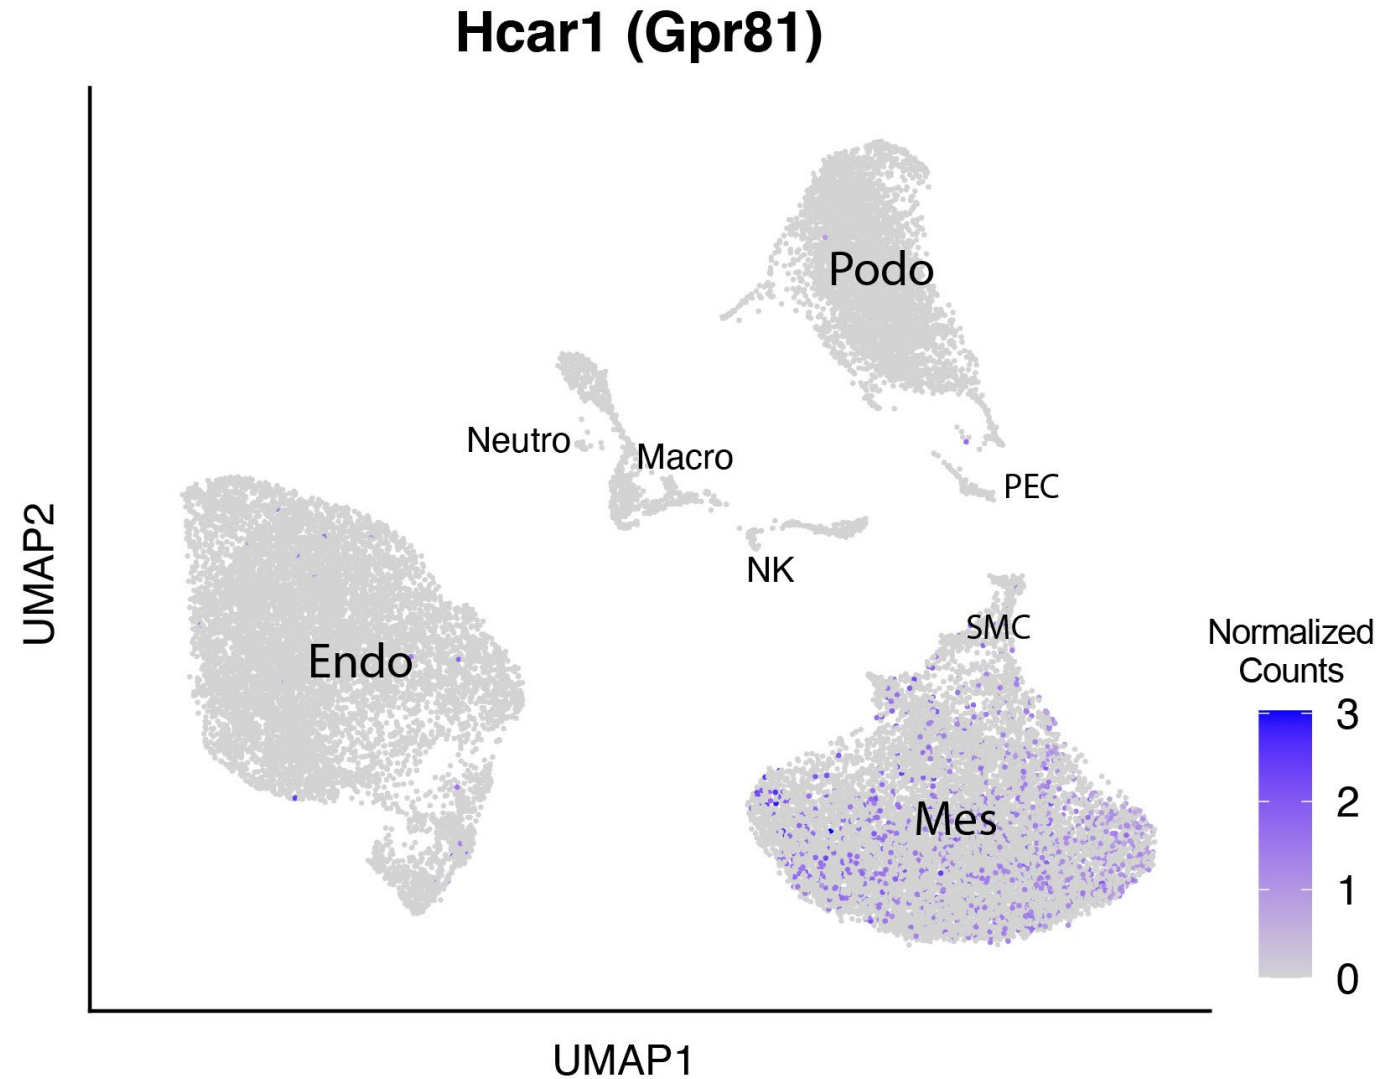 Hcar1 (Gpr81)
Podo
Neutro
Macro
PEC
NK
UMAP2
SMC
Endo
Normalized
Counts
3
2
1
0
Mes
UMAP1